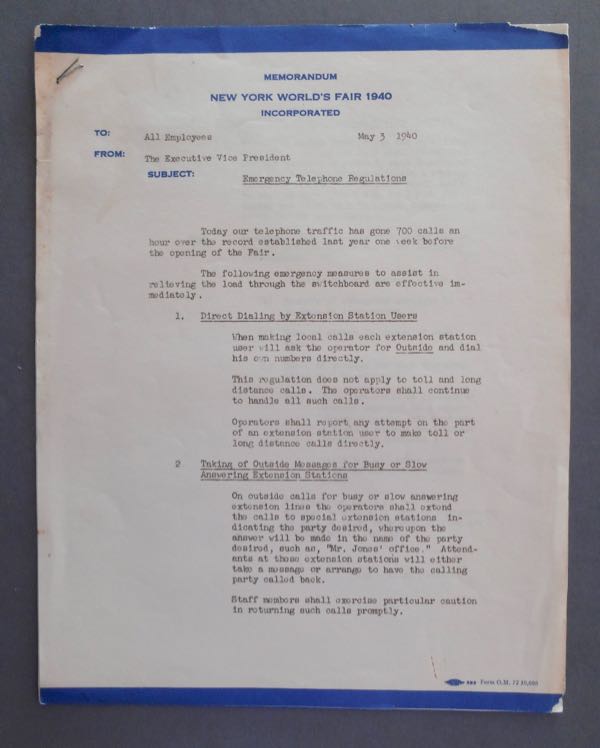 MEMORANDUM
NEW YORK WORLD'S FAIR 1940
INCORPORATED
TO: All Employees May 3 1940
FROM: The Executive Vice President
SUBJECT: Emergency Telephone Regulations
Today our telephone traffic has gone 700 calls an
hour over the record established last year one week before
the opening of the Fair.
The following emergency measures to assist in
relieving the load through the switchboard are effective im-
mediately.
1. Direct Dialing by Extension Station Users
When making local calls each extension station
user will ask the operator for Outside and dial
his own numbers directly.
This regulation does not apply to toll and long
distance calls. The operators shall continue
to handle all such calls.
Operators shall report any attempt on the part
of an extension station user to make toll or
long distance calls directly.
2 Taking of Outside Messages for Busy or Slow
Answering Extension Stations
On outside calls for busy or slow answering
extension lines the operators shall extend
the calls to special extension stations in-
dicating the party desired, whereupon the
answer will be made in the name of the party
desired, such as, "Mr. Jones' office." Attend-
ants at these extension stations will either
take a message or arrange to have the calling
party called back.
Staff members shall exercise particular caution
in returning such calls promptly.
Form O.M. 72 10,000